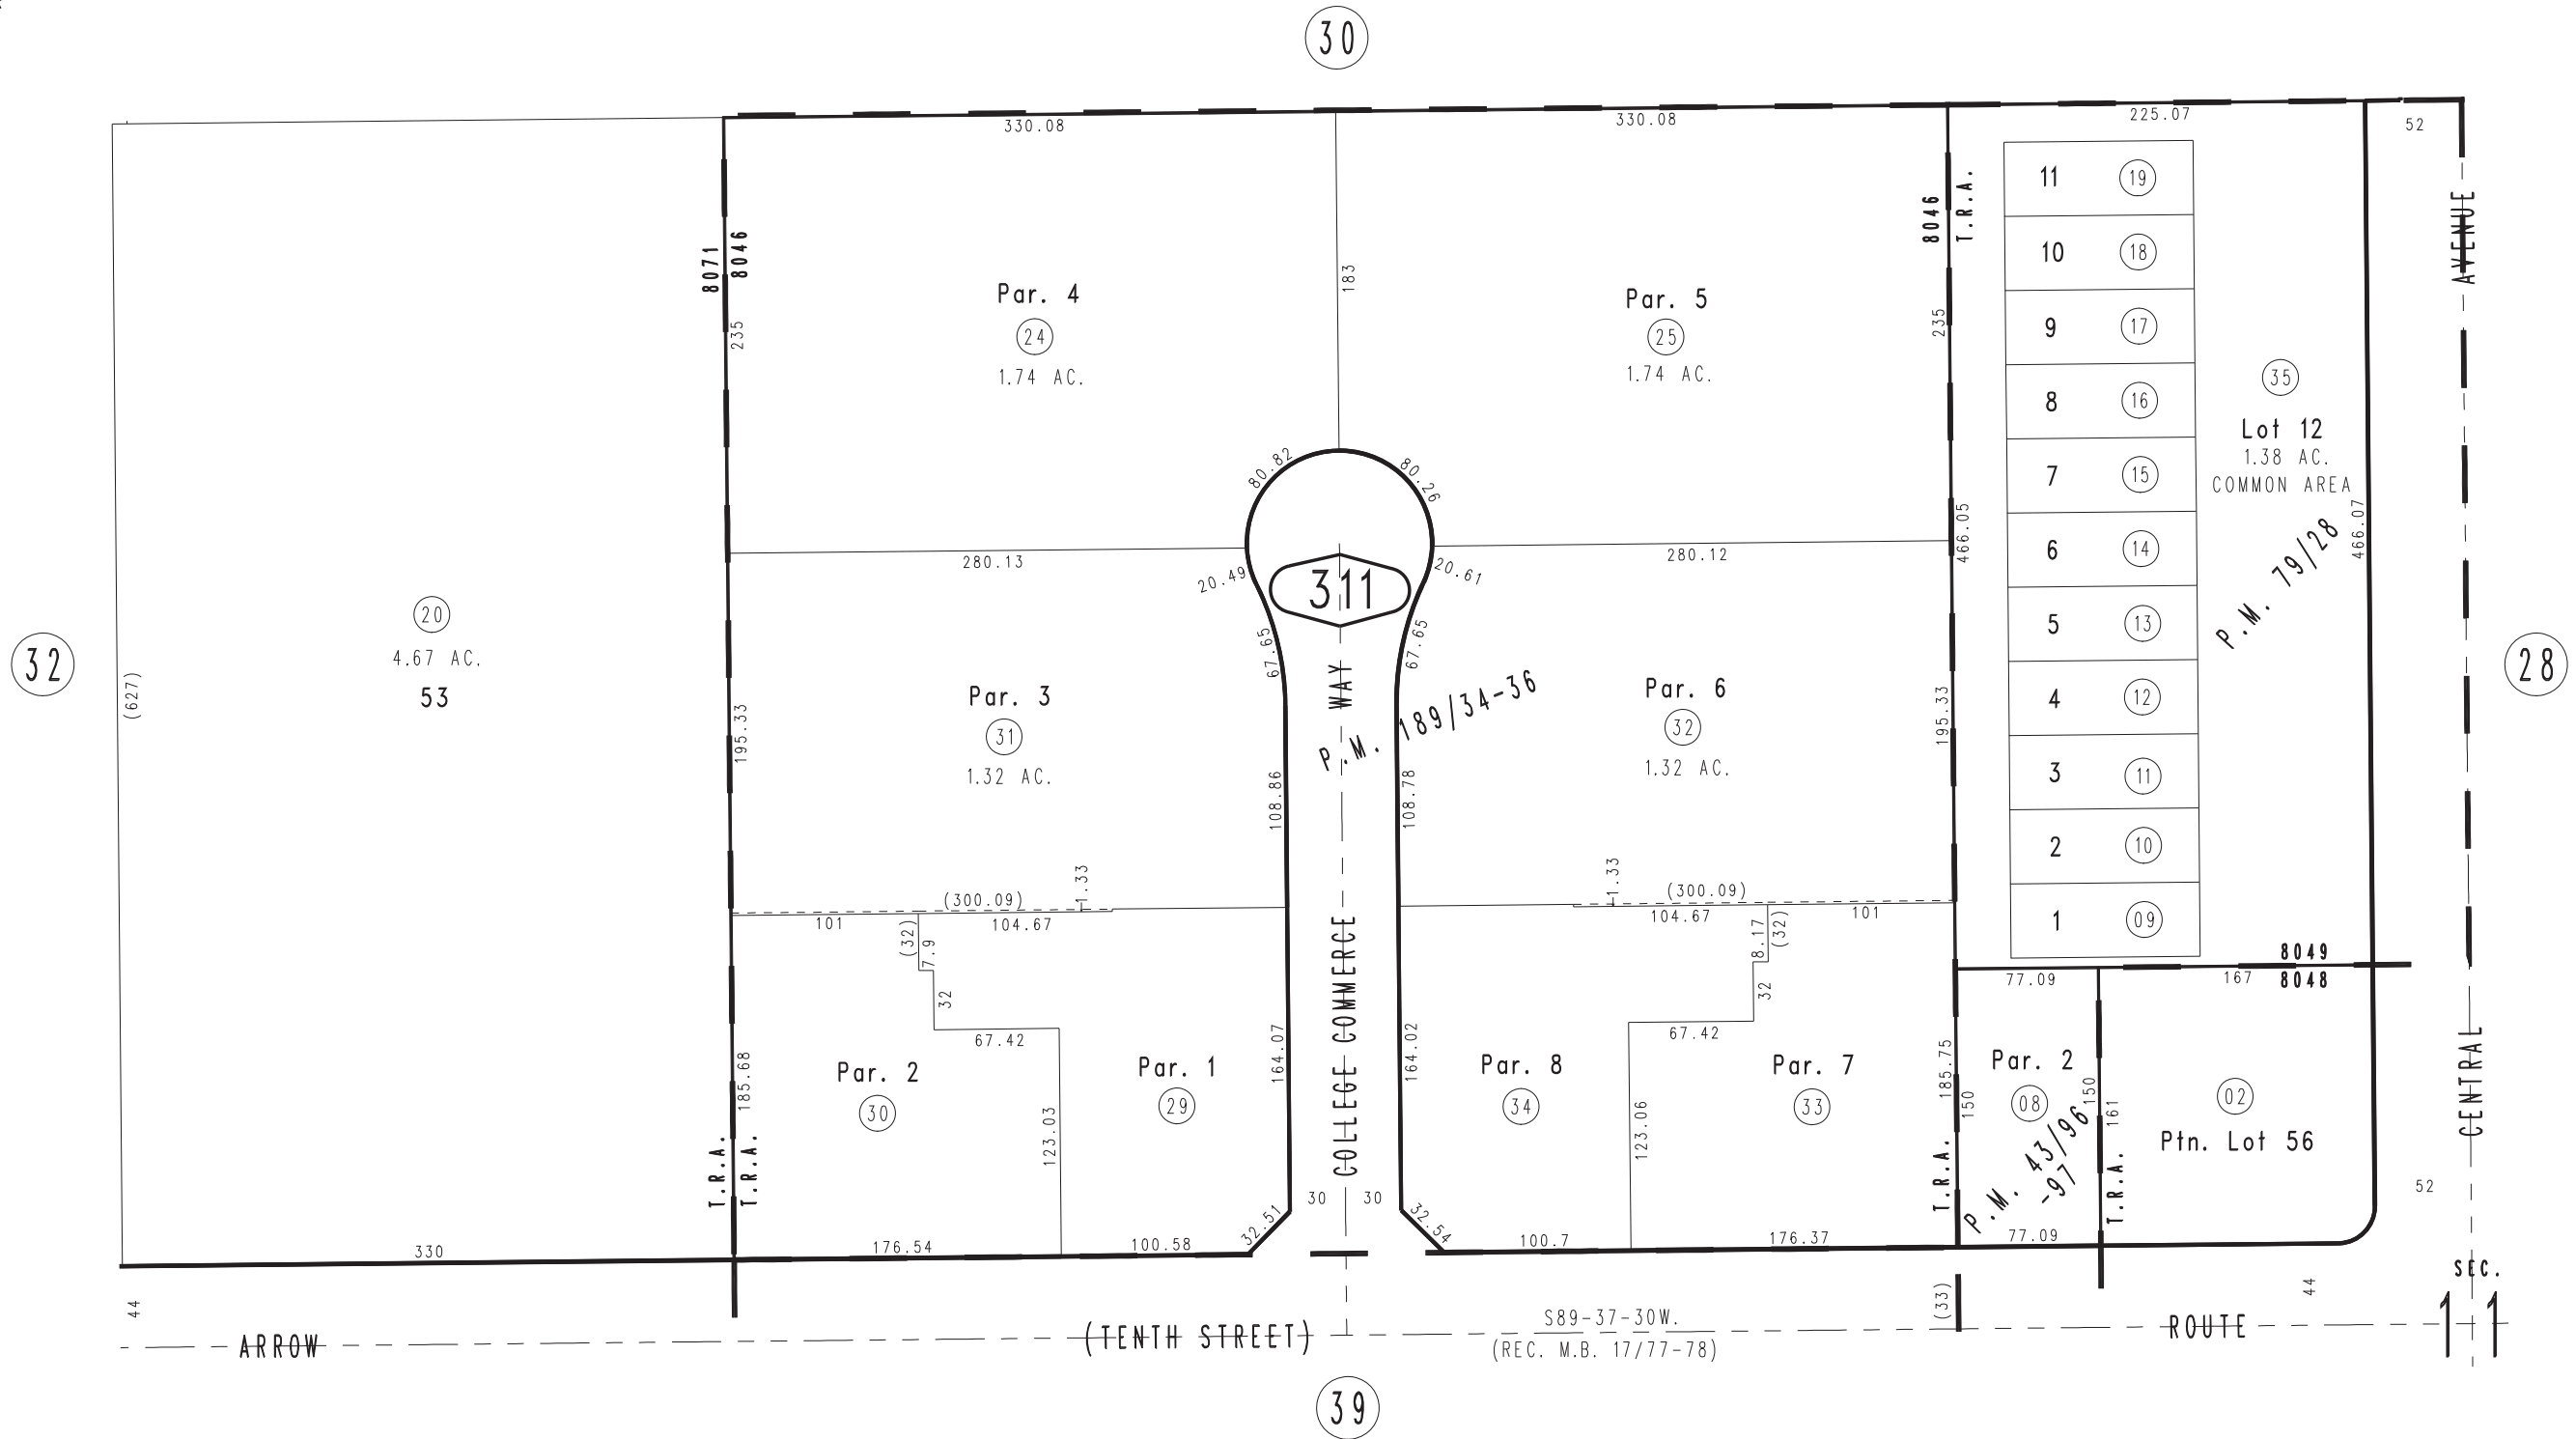 30
330.08
330.08
225.07
52
11 19
10 18
9 17
8 16
7 15
6 14
5 13
4 12
3 11
2 10
1 09
8071
8046
235
Par. 4
24
1.74 AC.
183
Par. 5
25
1.74 AC.
8046
T.R.A.
235
35
Lot 12
1.38 AC.
COMMON AREA
P.M. 79/28
466.05
466.07
AVENUE
80.82
80.26
280.13
280.12
20.49
20.61
311
67.65
67.65
32
(627)
20
4.67 AC.
53
195.33
Par. 3
31
1.32 AC.
108.86
WAY
P.M. 189/34-36
108.78
Par. 6
32
1.32 AC.
195.33
28
(300.09)
1.33
101
104.67
(32)
7.9
32
67.42
1.33
(300.09)
104.67
101
8.17
(32)
32
67.42
8049
8048
77.09
167
185.68
Par. 2
30
123.03
Par. 1
29
164.07
COLLEGE COMMERCE
164.02
Par. 8
34
123.06
Par. 7
33
185.75
150
Par. 2
08
150
161
P.M. 43/96
-97
02
Ptn. Lot 56
CENTRAL
T.R.A.
T.R.A.
T.R.A.
T.R.A.
30 30
52
32.51
32.54
330
176.54
100.58
100.7
176.37
77.09
44
44
(33)
SEC.
11
ARROW
(TENTH STREET)
S89-37-30W.
(REC. M.B. 17/77-78)
ROUTE
39